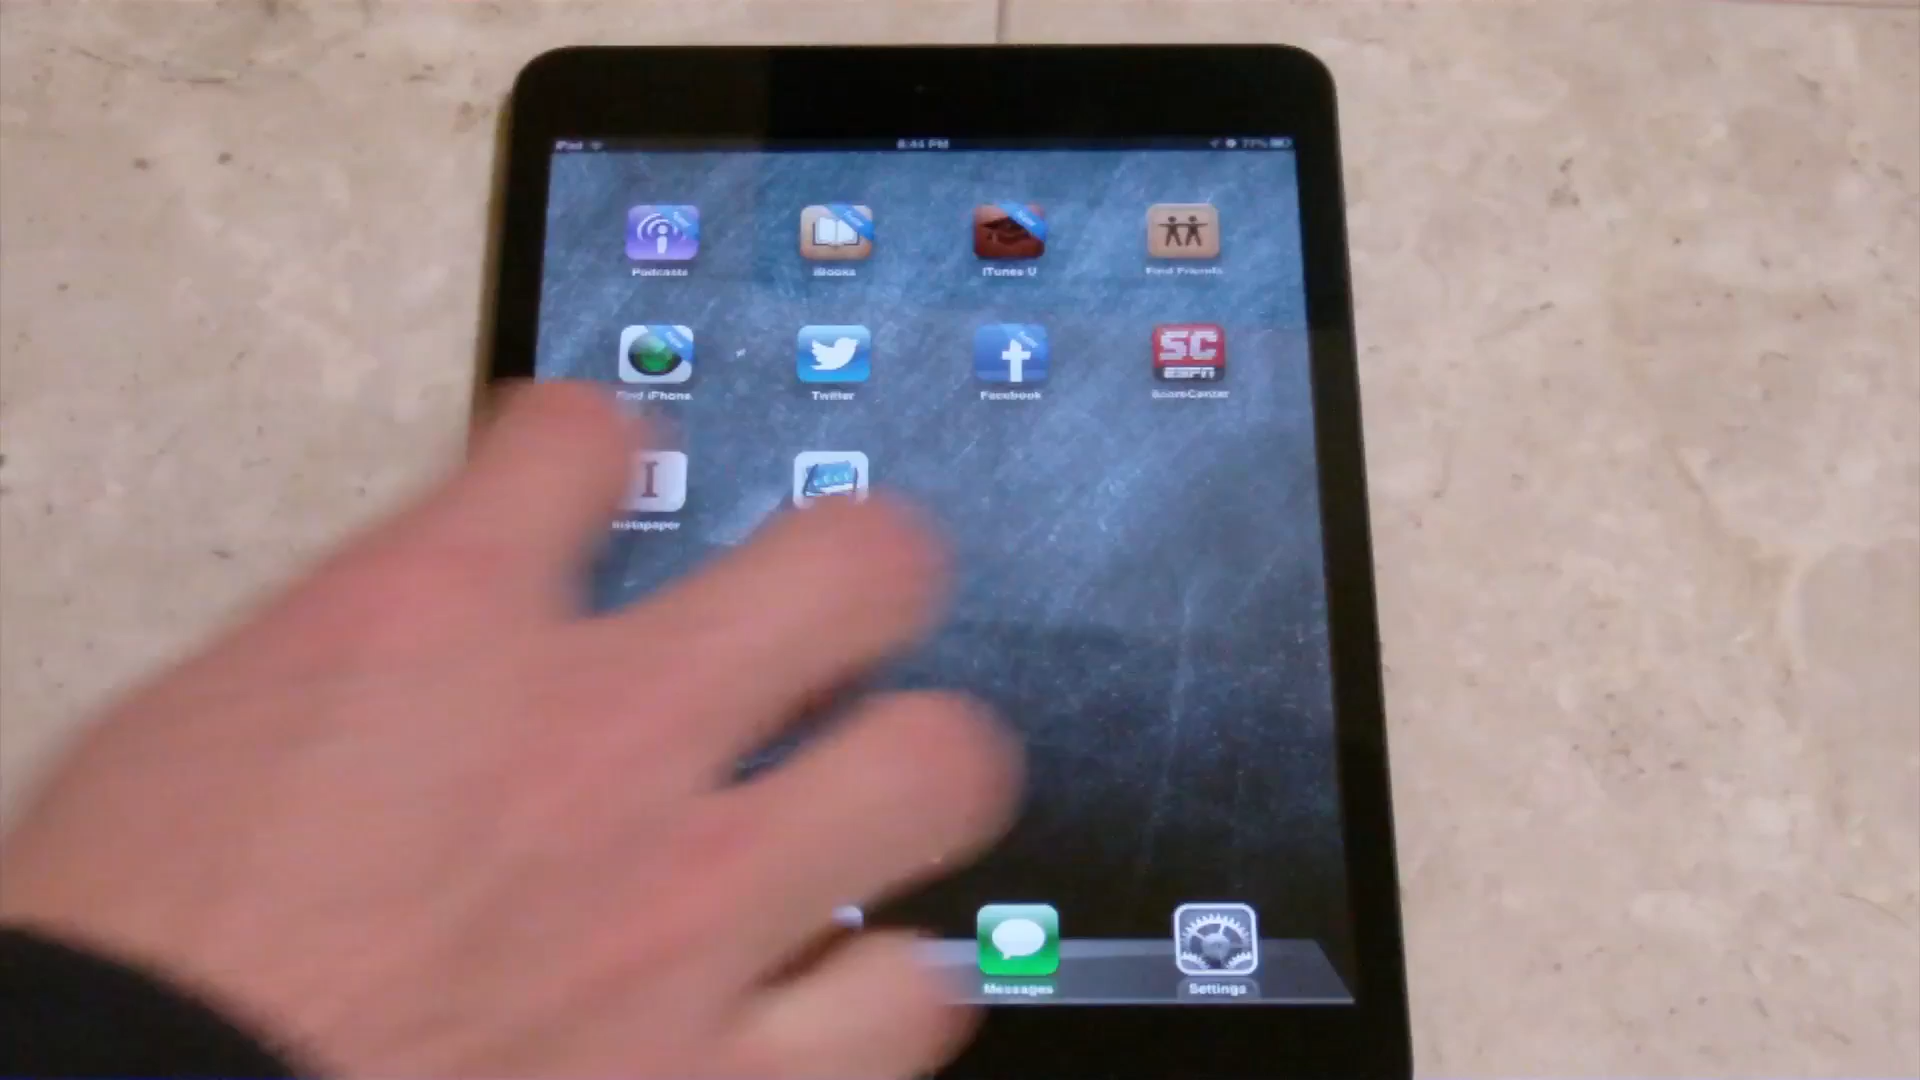 iPad 8:44 PM 77%
Podcasts iBooks iTunes U Find Friends
Find iPhone Twitter Facebook ScoreCenter
SC
ESPN
I
Instapaper
Messages Settings